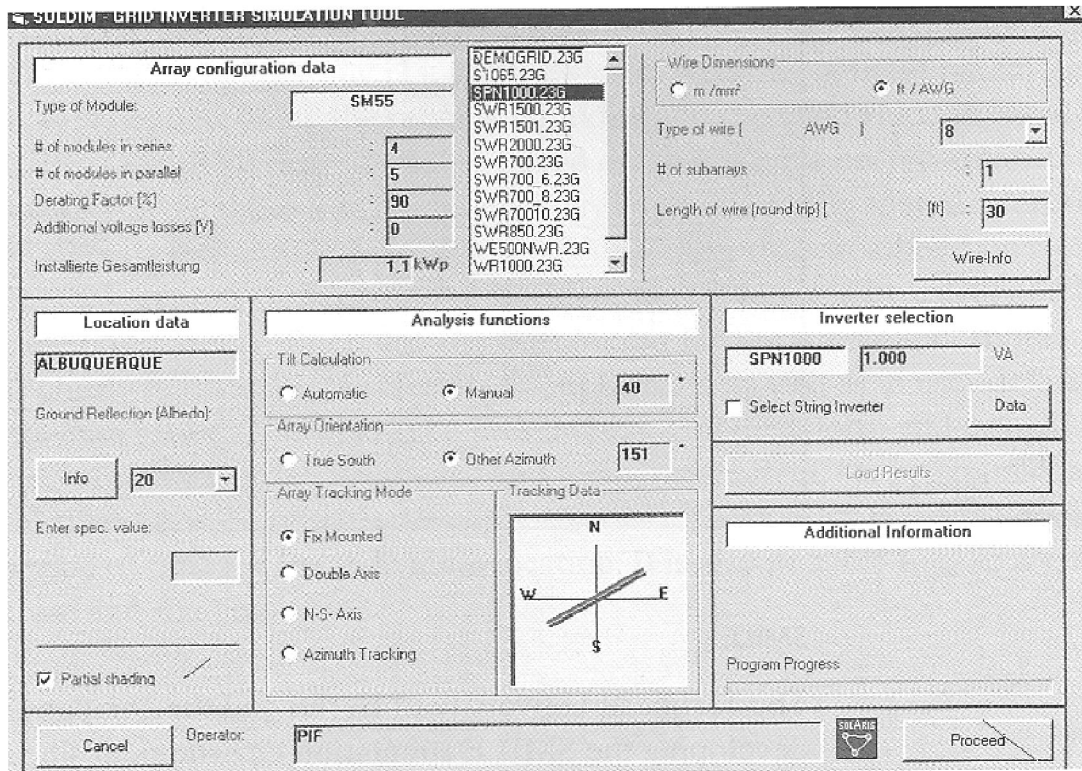 SOLDIM - GRID INVERTER SIMULATION TOOL
Array configuration data
Type of Module:
SM55
# of modules in series : 4
# of modules in parallel : 5
Derating Factor [%] : 90
Additional voltage losses [V] : 0
Installierte Gesamtleistung : 1,1 kWp
DEMOGRID.23G
S1065.23G
SPN1000.23G
SWR1500.23G
SWR1501.23G
SWR2000.23G
SWR700.23G
SWR700_6.23G
SWR700_8.23G
SWR70010.23G
SWR850.23G
WE500NWR.23G
WR1000.23G
Wire Dimensions
m /mm² ft / AWG
Type of wire [ AWG ] : 8
# of subarrays : 1
Length of wire (round trip) [ [ft] : 30
Wire-Info
Location data
ALBUQUERQUE
Ground Reflection (Albedo):
Info 20
Enter spec. value:
Partial shading
Analysis functions
Tilt Calculation
Automatic Manual 40 °
Array Orientation
True South Other Azimuth 151 °
Array Tracking Mode
Fix Mounted
Double Axis
N-S- Axis
Azimuth Tracking
Tracking Data
N
W E
S
Inverter selection
SPN1000 1.000 VA
Select String Inverter Data
Load Results
Additional Information
Program Progress
Cancel
Operator: PIF
SOLARIS
Proceed